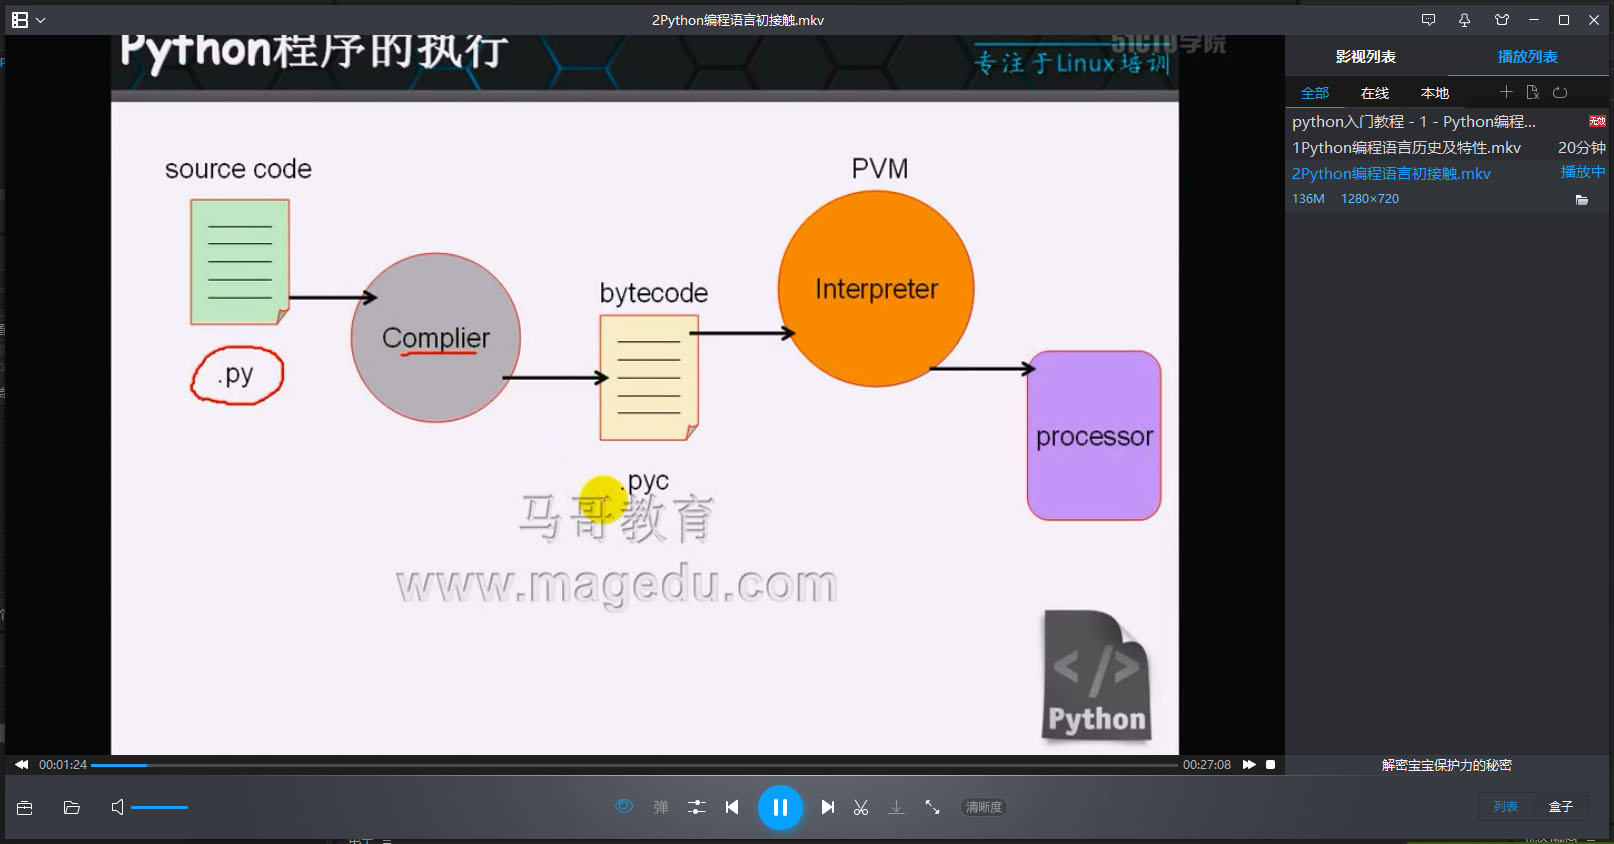 2Python编程语言初接触.mkv
Python程序的执行
51CTO学院
专注于Linux培训
source code
.py
Complier
bytecode
.pyc
PVM
Interpreter
processor
马哥教育
www.magedu.com
</>
Python
影视列表
播放列表
全部
在线
本地
python入门教程 - 1 - Python编程...
无效
1Python编程语言历史及特性.mkv
20分钟
2Python编程语言初接触.mkv
播放中
136M
1280×720
00:01:24
00:27:08
解密宝宝保护力的秘密
弹
清晰度
列表
盒子